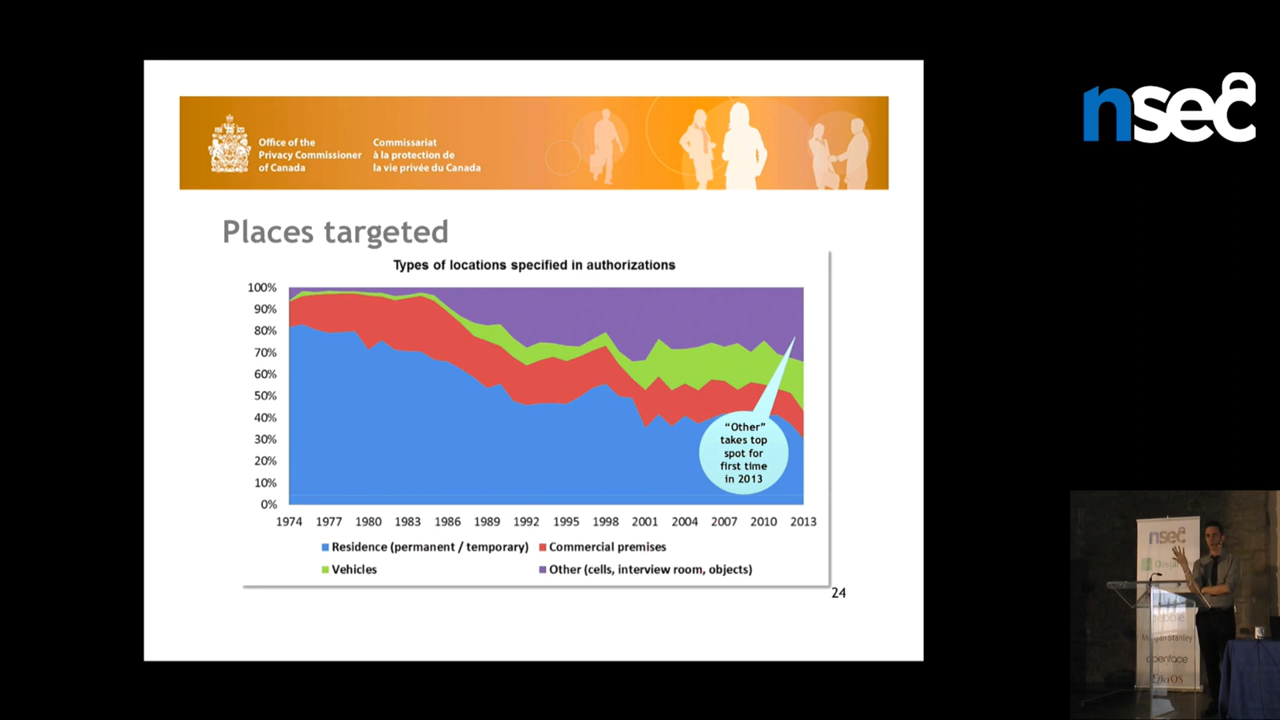 nsec
Office of the
Privacy Commissioner
of Canada
Commissariat
à la protection de
la vie privée du Canada
Places targeted
Types of locations specified in authorizations
100%
90%
80%
70%
60%
50%
40%
30%
20%
10%
0%
"Other"
takes top
spot for
first time
in 2013
1974 1977 1980 1983 1986 1989 1992 1995 1998 2001 2004 2007 2010 2013
Residence (permanent / temporary) Commercial premises
Vehicles Other (cells, interview room, objects)
24
nsec
Morgan Stanley